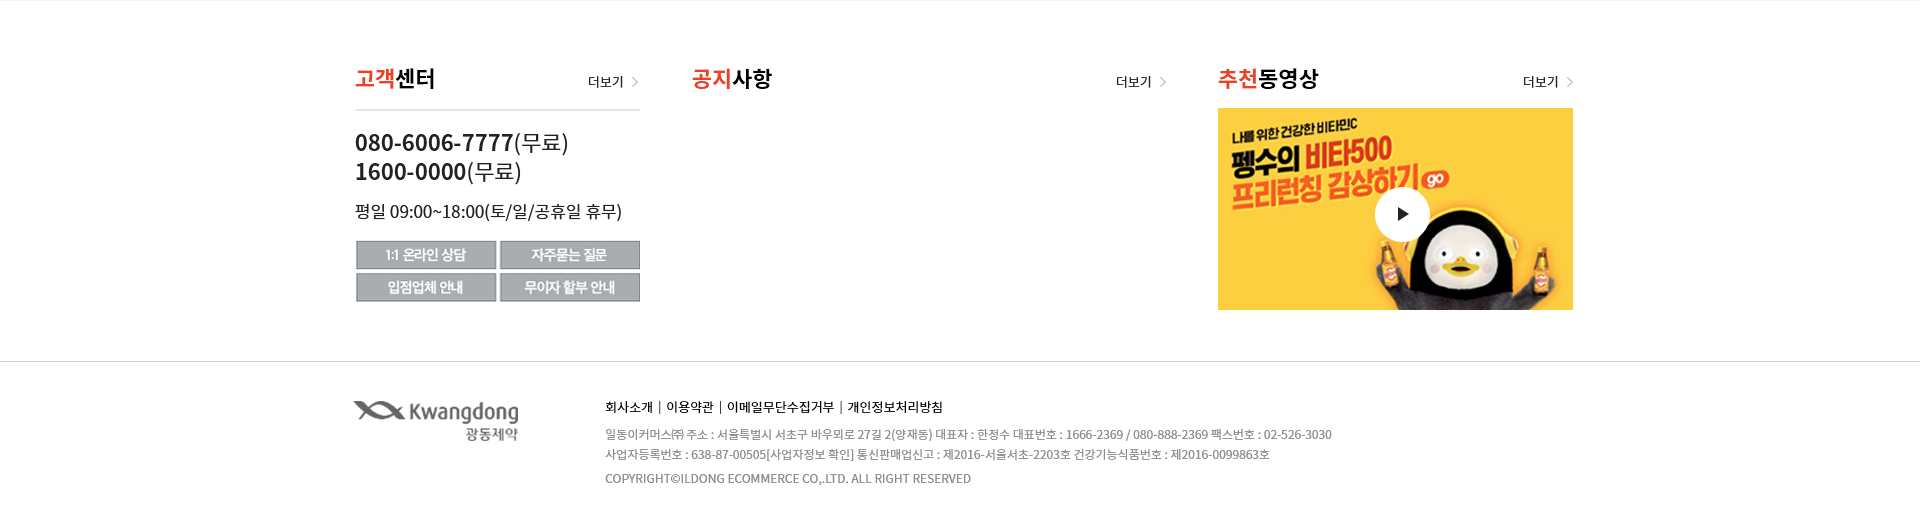 고객센터
더보기
080-6006-7777(무료)
1600-0000(무료)
평일 09:00~18:00(토/일/공휴일 휴무)
1:1 온라인 상담
자주묻는 질문
입점업체 안내
무이자 할부 안내
공지사항
더보기
추천동영상
더보기
나를 위한 건강한 비타민C
펭수의 비타500
프리런칭 감상하기 go
Kwangdong
광동제약
회사소개 | 이용약관 | 이메일무단수집거부 | 개인정보처리방침
일동이커머스㈜ 주소 : 서울특별시 서초구 바우뫼로 27길 2(양재동) 대표자 : 한정수 대표번호 : 1666-2369 / 080-888-2369 팩스번호 : 02-526-3030
사업자등록번호 : 638-87-00505[사업자정보 확인] 통신판매업신고 : 제2016-서울서초-2203호 건강기능식품번호 : 제2016-0099863호
COPYRIGHT©ILDONG ECOMMERCE CO,.LTD. ALL RIGHT RESERVED